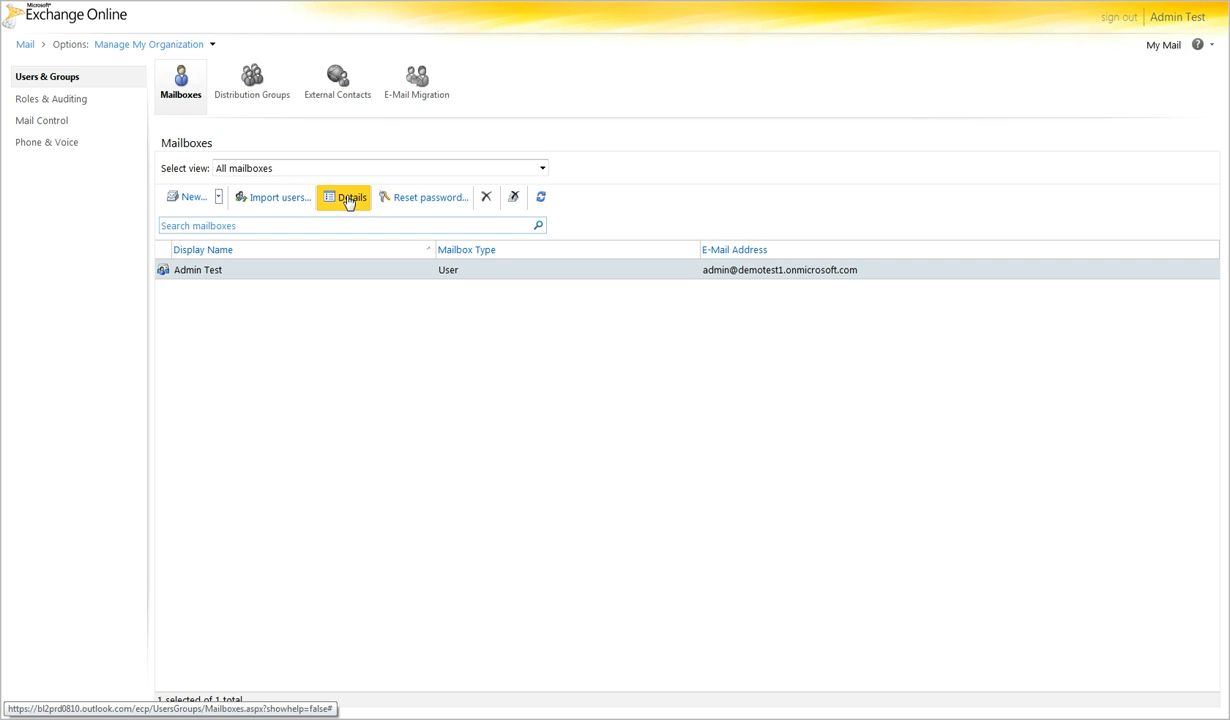 Microsoft®
Exchange Online
sign out | Admin Test
Mail > Options: Manage My Organization
My Mail
Users & Groups
Roles & Auditing
Mail Control
Phone & Voice
Mailboxes
Distribution Groups
External Contacts
E-Mail Migration
Mailboxes
Select view: All mailboxes
New... Import users... Details Reset password...
Search mailboxes
Display Name Mailbox Type E-Mail Address
Admin Test User admin@demotest1.onmicrosoft.com
1 selected of 1 total
https://bl2prd0810.outlook.com/ecp/UsersGroups/Mailboxes.aspx?showhelp=false#